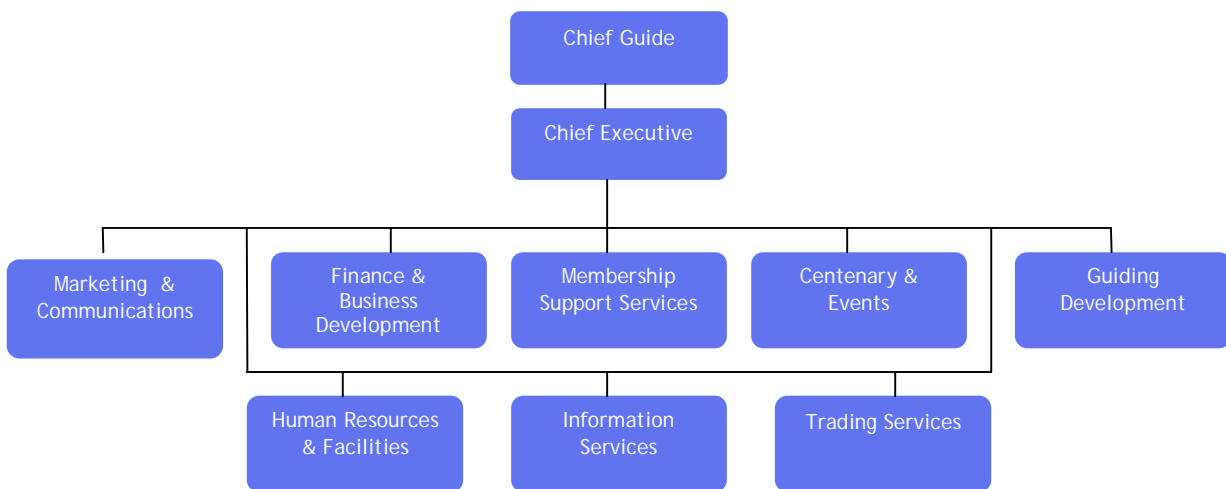 Chief Guide
Chief Executive
Marketing & 
Communications
Finance &
Business
Development
Membership
Support Services
Centenary &
Events
Guiding
Development
Human Resources
& Facilities
Information
Services
Trading Services